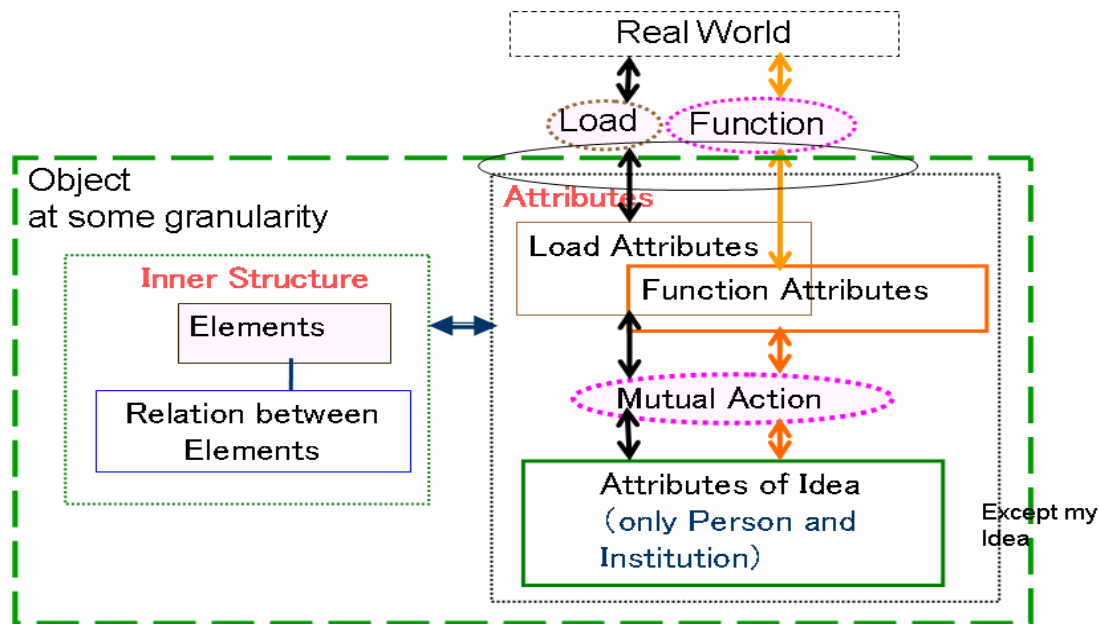 Real World
Load
Function
Object
at some granularity
Attributes
Load Attributes
Function Attributes
Inner Structure
Elements
Relation between
Elements
Mutual Action
Attributes of Idea
（only Person and
Institution）
Except my
Idea